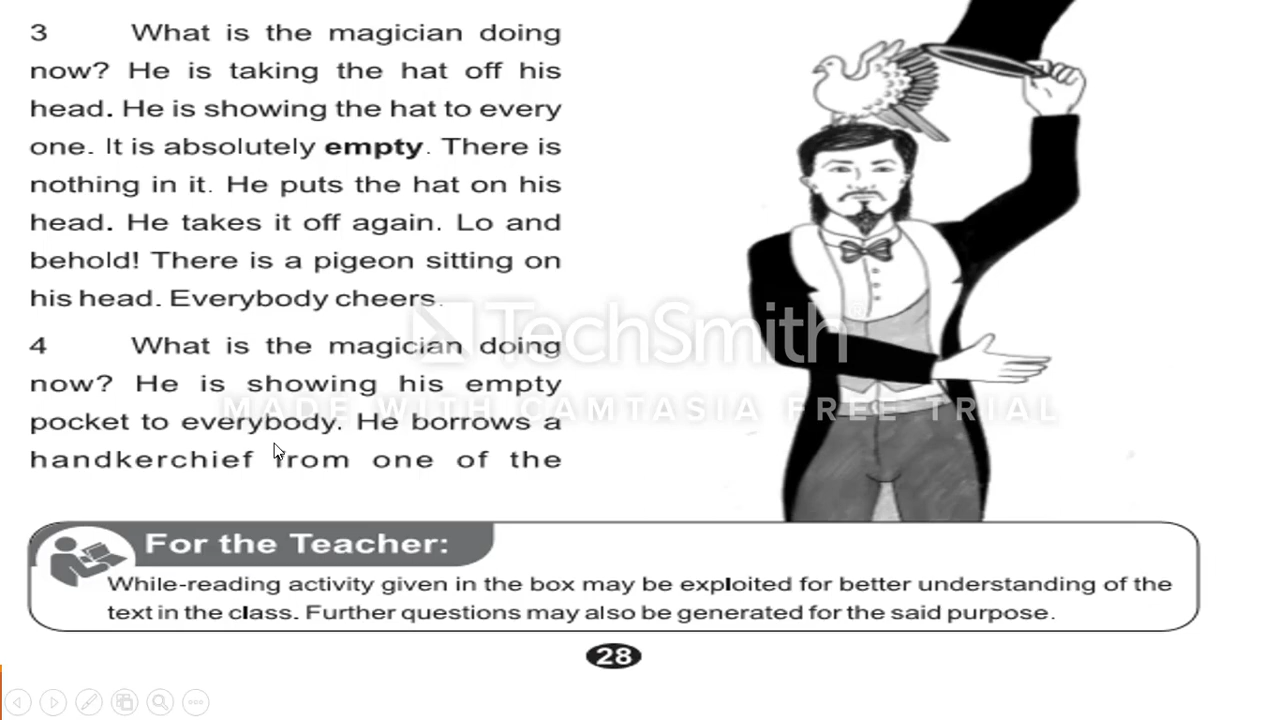 3 What is the magician doing
now? He is taking the hat off his
head. He is showing the hat to every
one. It is absolutely empty. There is
nothing in it. He puts the hat on his
head. He takes it off again. Lo and
behold! There is a pigeon sitting on
his head. Everybody cheers.
4 What is the magician doing
now? He is showing his empty
pocket to everybody. He borrows a
handkerchief from one of the
TechSmith
MADE WITH CAMTASIA FREE TRIAL
For the Teacher:
While-reading activity given in the box may be exploited for better understanding of the
text in the class. Further questions may also be generated for the said purpose.
28